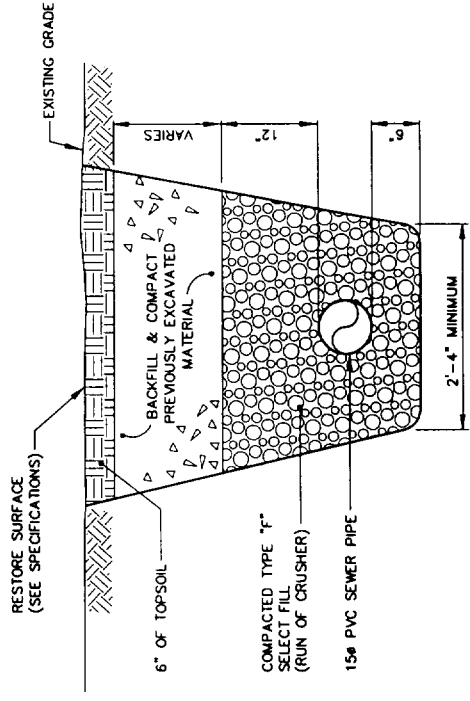 RESTORE SURFACE
(SEE SPECIFICATIONS)
EXISTING GRADE
6" OF TOPSOIL
BACKFILL & COMPACT
PREVIOUSLY EXCAVATED
MATERIAL
VARIES
12"
6"
COMPACTED TYPE "F"
SELECT FILL
(RUN OF CRUSHER)
15ø PVC SEWER PIPE
2'-4" MINIMUM